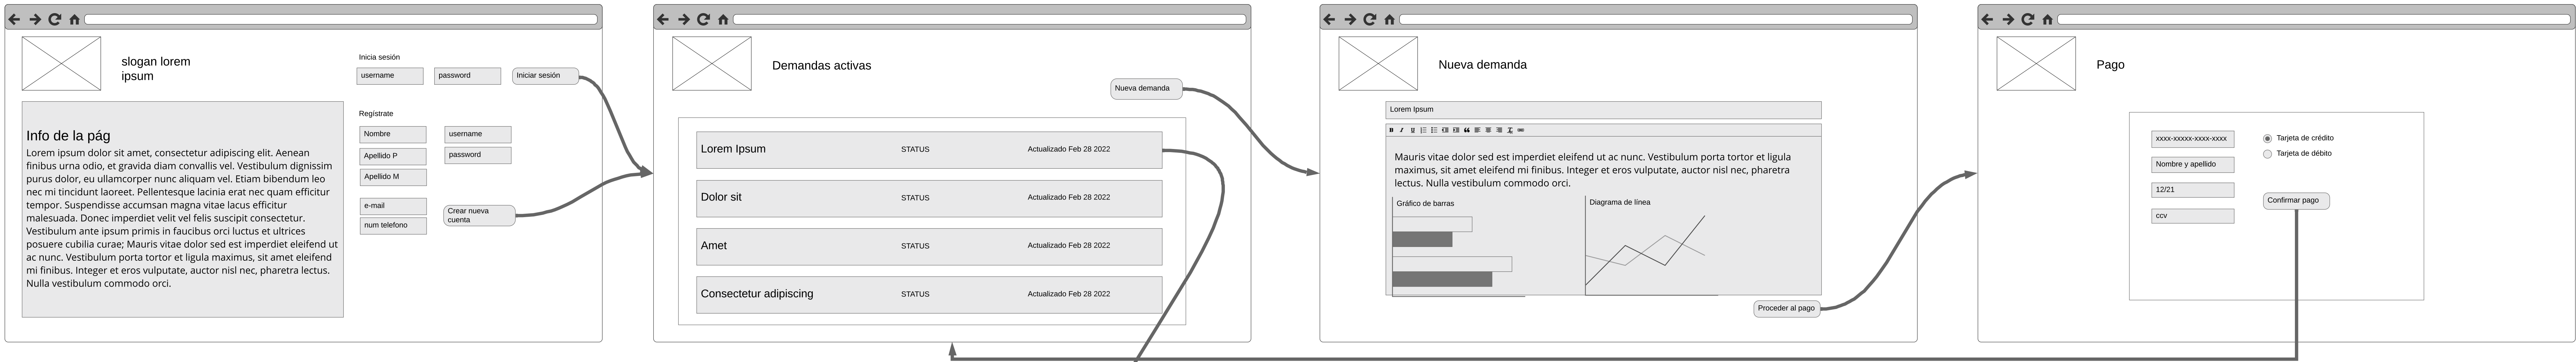 slogan lorem
ipsum
Inicia sesión
username
password
Iniciar sesión
Info de la pág
Lorem ipsum dolor sit amet, consectetur adipiscing elit. Aenean
finibus urna odio, et gravida diam convallis vel. Vestibulum dignissim
purus dolor, eu ullamcorper nunc aliquam vel. Etiam bibendum leo
nec mi tincidunt laoreet. Pellentesque lacinia erat nec quam efficitur
tempor. Suspendisse accumsan magna vitae lacus efficitur
malesuada. Donec imperdiet velit vel felis suscipit consectetur.
Vestibulum ante ipsum primis in faucibus orci luctus et ultrices
posuere cubilia curae; Mauris vitae dolor sed est imperdiet eleifend ut
ac nunc. Vestibulum porta tortor et ligula maximus, sit amet eleifend
mi finibus. Integer et eros vulputate, auctor nisl nec, pharetra lectus.
Nulla vestibulum commodo orci.
Regístrate
Nombre
username
Apellido P
password
Apellido M
e-mail
num telefono
Crear nueva
cuenta
Demandas activas
Nueva demanda
Lorem Ipsum
STATUS
Actualizado Feb 28 2022
Dolor sit
STATUS
Actualizado Feb 28 2022
Amet
STATUS
Actualizado Feb 28 2022
Consectetur adipiscing
STATUS
Actualizado Feb 28 2022
Nueva demanda
Lorem Ipsum
Mauris vitae dolor sed est imperdiet eleifend ut ac nunc. Vestibulum porta tortor et ligula
maximus, sit amet eleifend mi finibus. Integer et eros vulputate, auctor nisl nec, pharetra
lectus. Nulla vestibulum commodo orci.
Gráfico de barras
Diagrama de línea
Proceder al pago
Pago
xxxx-xxxxx-xxxx-xxxx
Tarjeta de crédito
Tarjeta de débito
Nombre y apellido
12/21
ccv
Confirmar pago